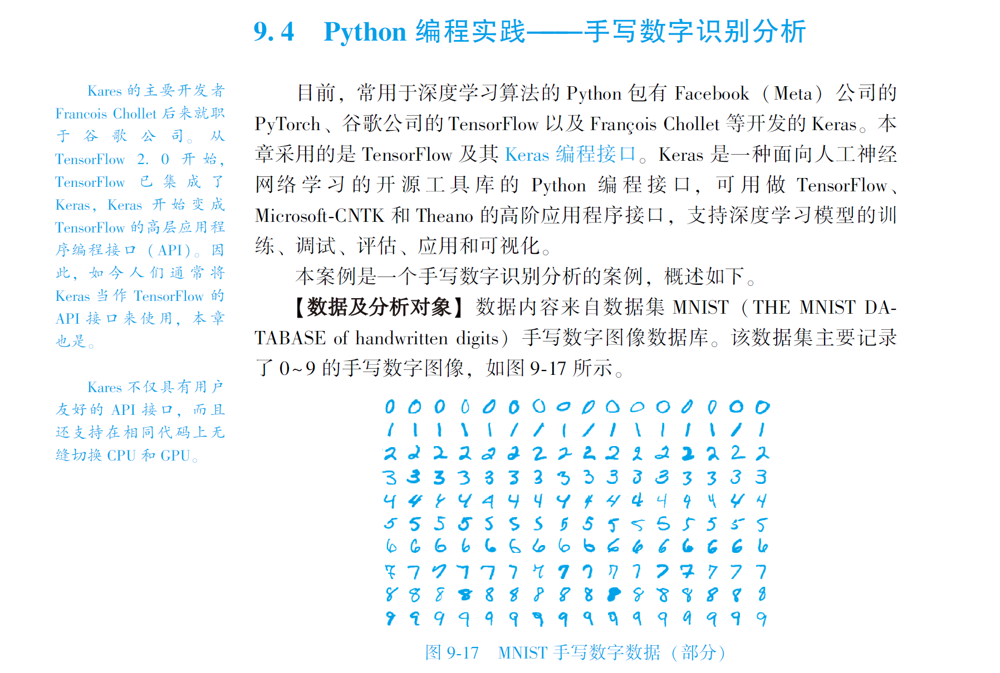 9. 4 Python 编程实践——手写数字识别分析
Kares 的主要开发者
Francois Chollet 后来就职
于谷歌公司。从
TensorFlow 2. 0 开始，
TensorFlow 已集成了
Keras，Keras 开始变成
TensorFlow 的高层应用程
序编程接口（API）。因
此，如今人们通常将
Keras 当作 TensorFlow 的
API 接口来使用，本章
也是。
Kares 不仅具有用户
友好的 API 接口，而且
还支持在相同代码上无
缝切换 CPU 和 GPU。
目前，常用于深度学习算法的 Python 包有 Facebook（Meta）公司的
PyTorch、谷歌公司的 TensorFlow 以及 François Chollet 等开发的 Keras。本
章采用的是 TensorFlow 及其 Keras 编程接口。Keras 是一种面向人工神经
网络学习的开源工具库的 Python 编程接口，可用做 TensorFlow、
Microsoft-CNTK 和 Theano 的高阶应用程序接口，支持深度学习模型的训
练、调试、评估、应用和可视化。
本案例是一个手写数字识别分析的案例，概述如下。
【数据及分析对象】数据内容来自数据集 MNIST（THE MNIST DA-
TABASE of handwritten digits）手写数字图像数据库。该数据集主要记录
了 0~9 的手写数字图像，如图 9-17 所示。
0 0 0 0 0 0 0 0 0 0 0 0 0 0 0 0
1 1 1 1 1 1 1 1 1 1 1 1 1 1 1 1
2 2 2 2 2 2 2 2 2 2 2 2 2 2 2 2
3 3 3 3 3 3 3 3 3 3 3 3 3 3 3 3
4 4 4 4 4 4 4 4 4 4 4 4 4 4 4 4
5 5 5 5 5 5 5 5 5 5 5 5 5 5 5 5
6 6 6 6 6 6 6 6 6 6 6 6 6 6 6 6
7 7 7 7 7 7 7 7 7 7 7 7 7 7 7 7
8 8 8 8 8 8 8 8 8 8 8 8 8 8 8 8
9 9 9 9 9 9 9 9 9 9 9 9 9 9 9 9
图 9-17 MNIST 手写数字数据（部分）